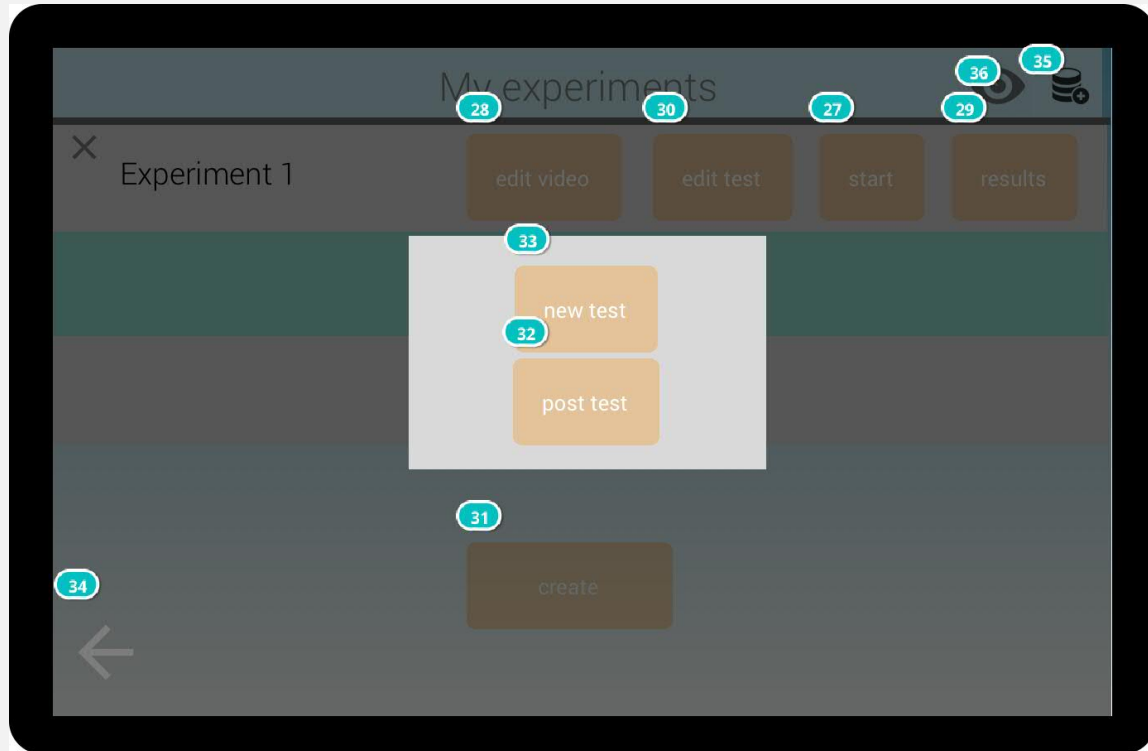 My experiments
36
35
28
30
27
29
Experiment 1
edit video
edit test
start
results
33
new test
32
post test
31
create
34